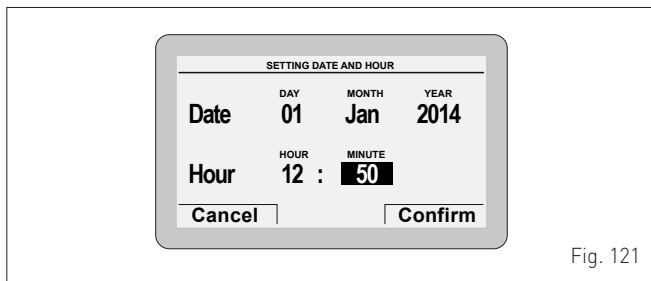 SETTING DATE AND HOUR
DAY MONTH YEAR
Date 01 Jan 2014
HOUR MINUTE
Hour 12 : 50
Cancel Confirm
Fig. 121